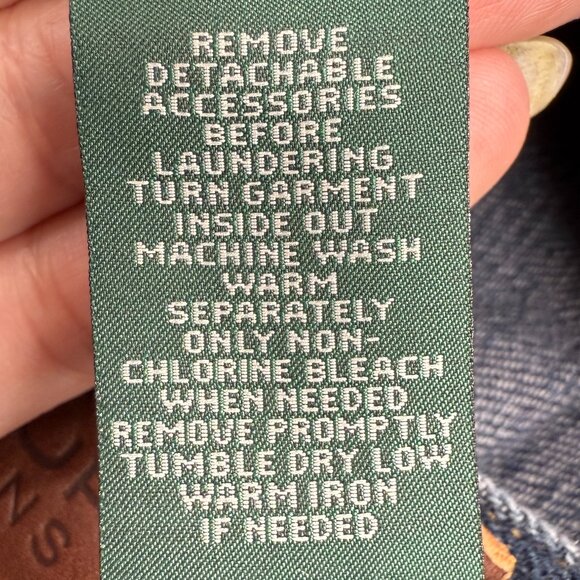 REMOVE
DETACHABLE
ACCESSORIES
BEFORE
LAUNDERING
TURN GARMENT
INSIDE OUT
MACHINE WASH
WARM
SEPARATELY
ONLY NON-
CHLORINE BLEACH
WHEN NEEDED
REMOVE PROMPTLY
TUMBLE DRY LOW
WARM IRON
IF NEEDED